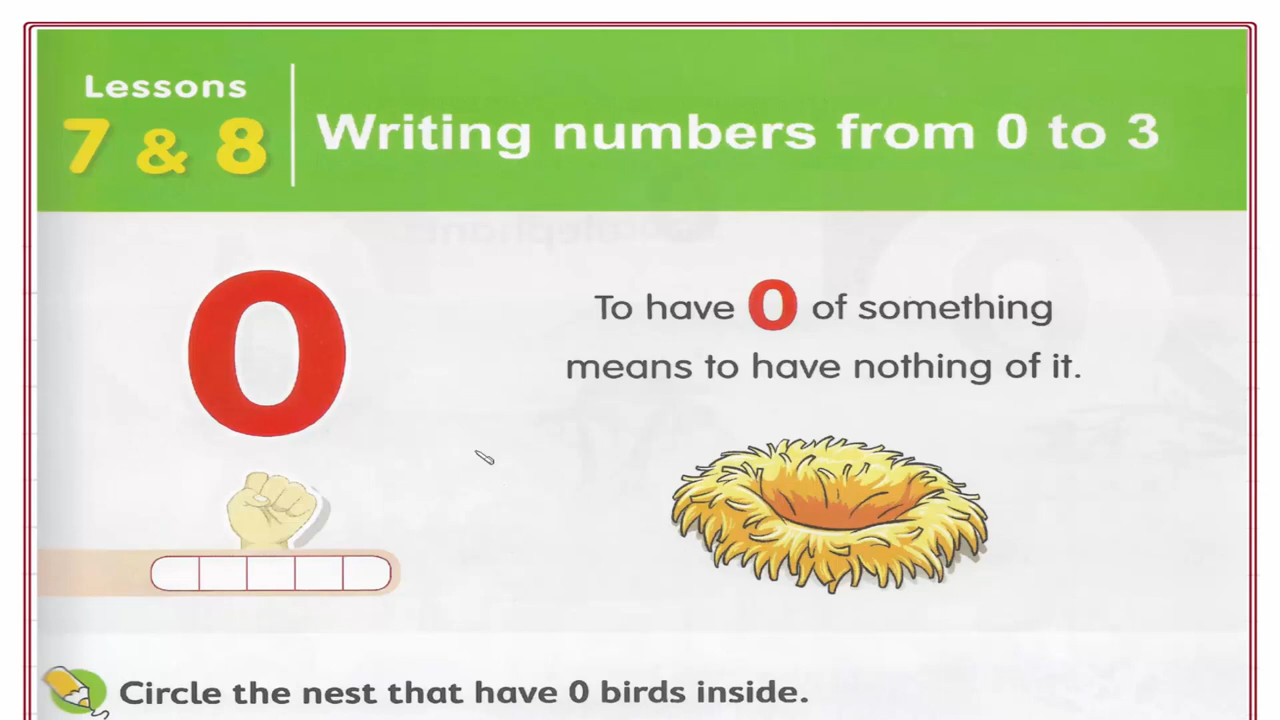 Lessons
7 & 8
Writing numbers from 0 to 3
0
To have 0 of something
means to have nothing of it.
Circle the nest that have 0 birds inside.